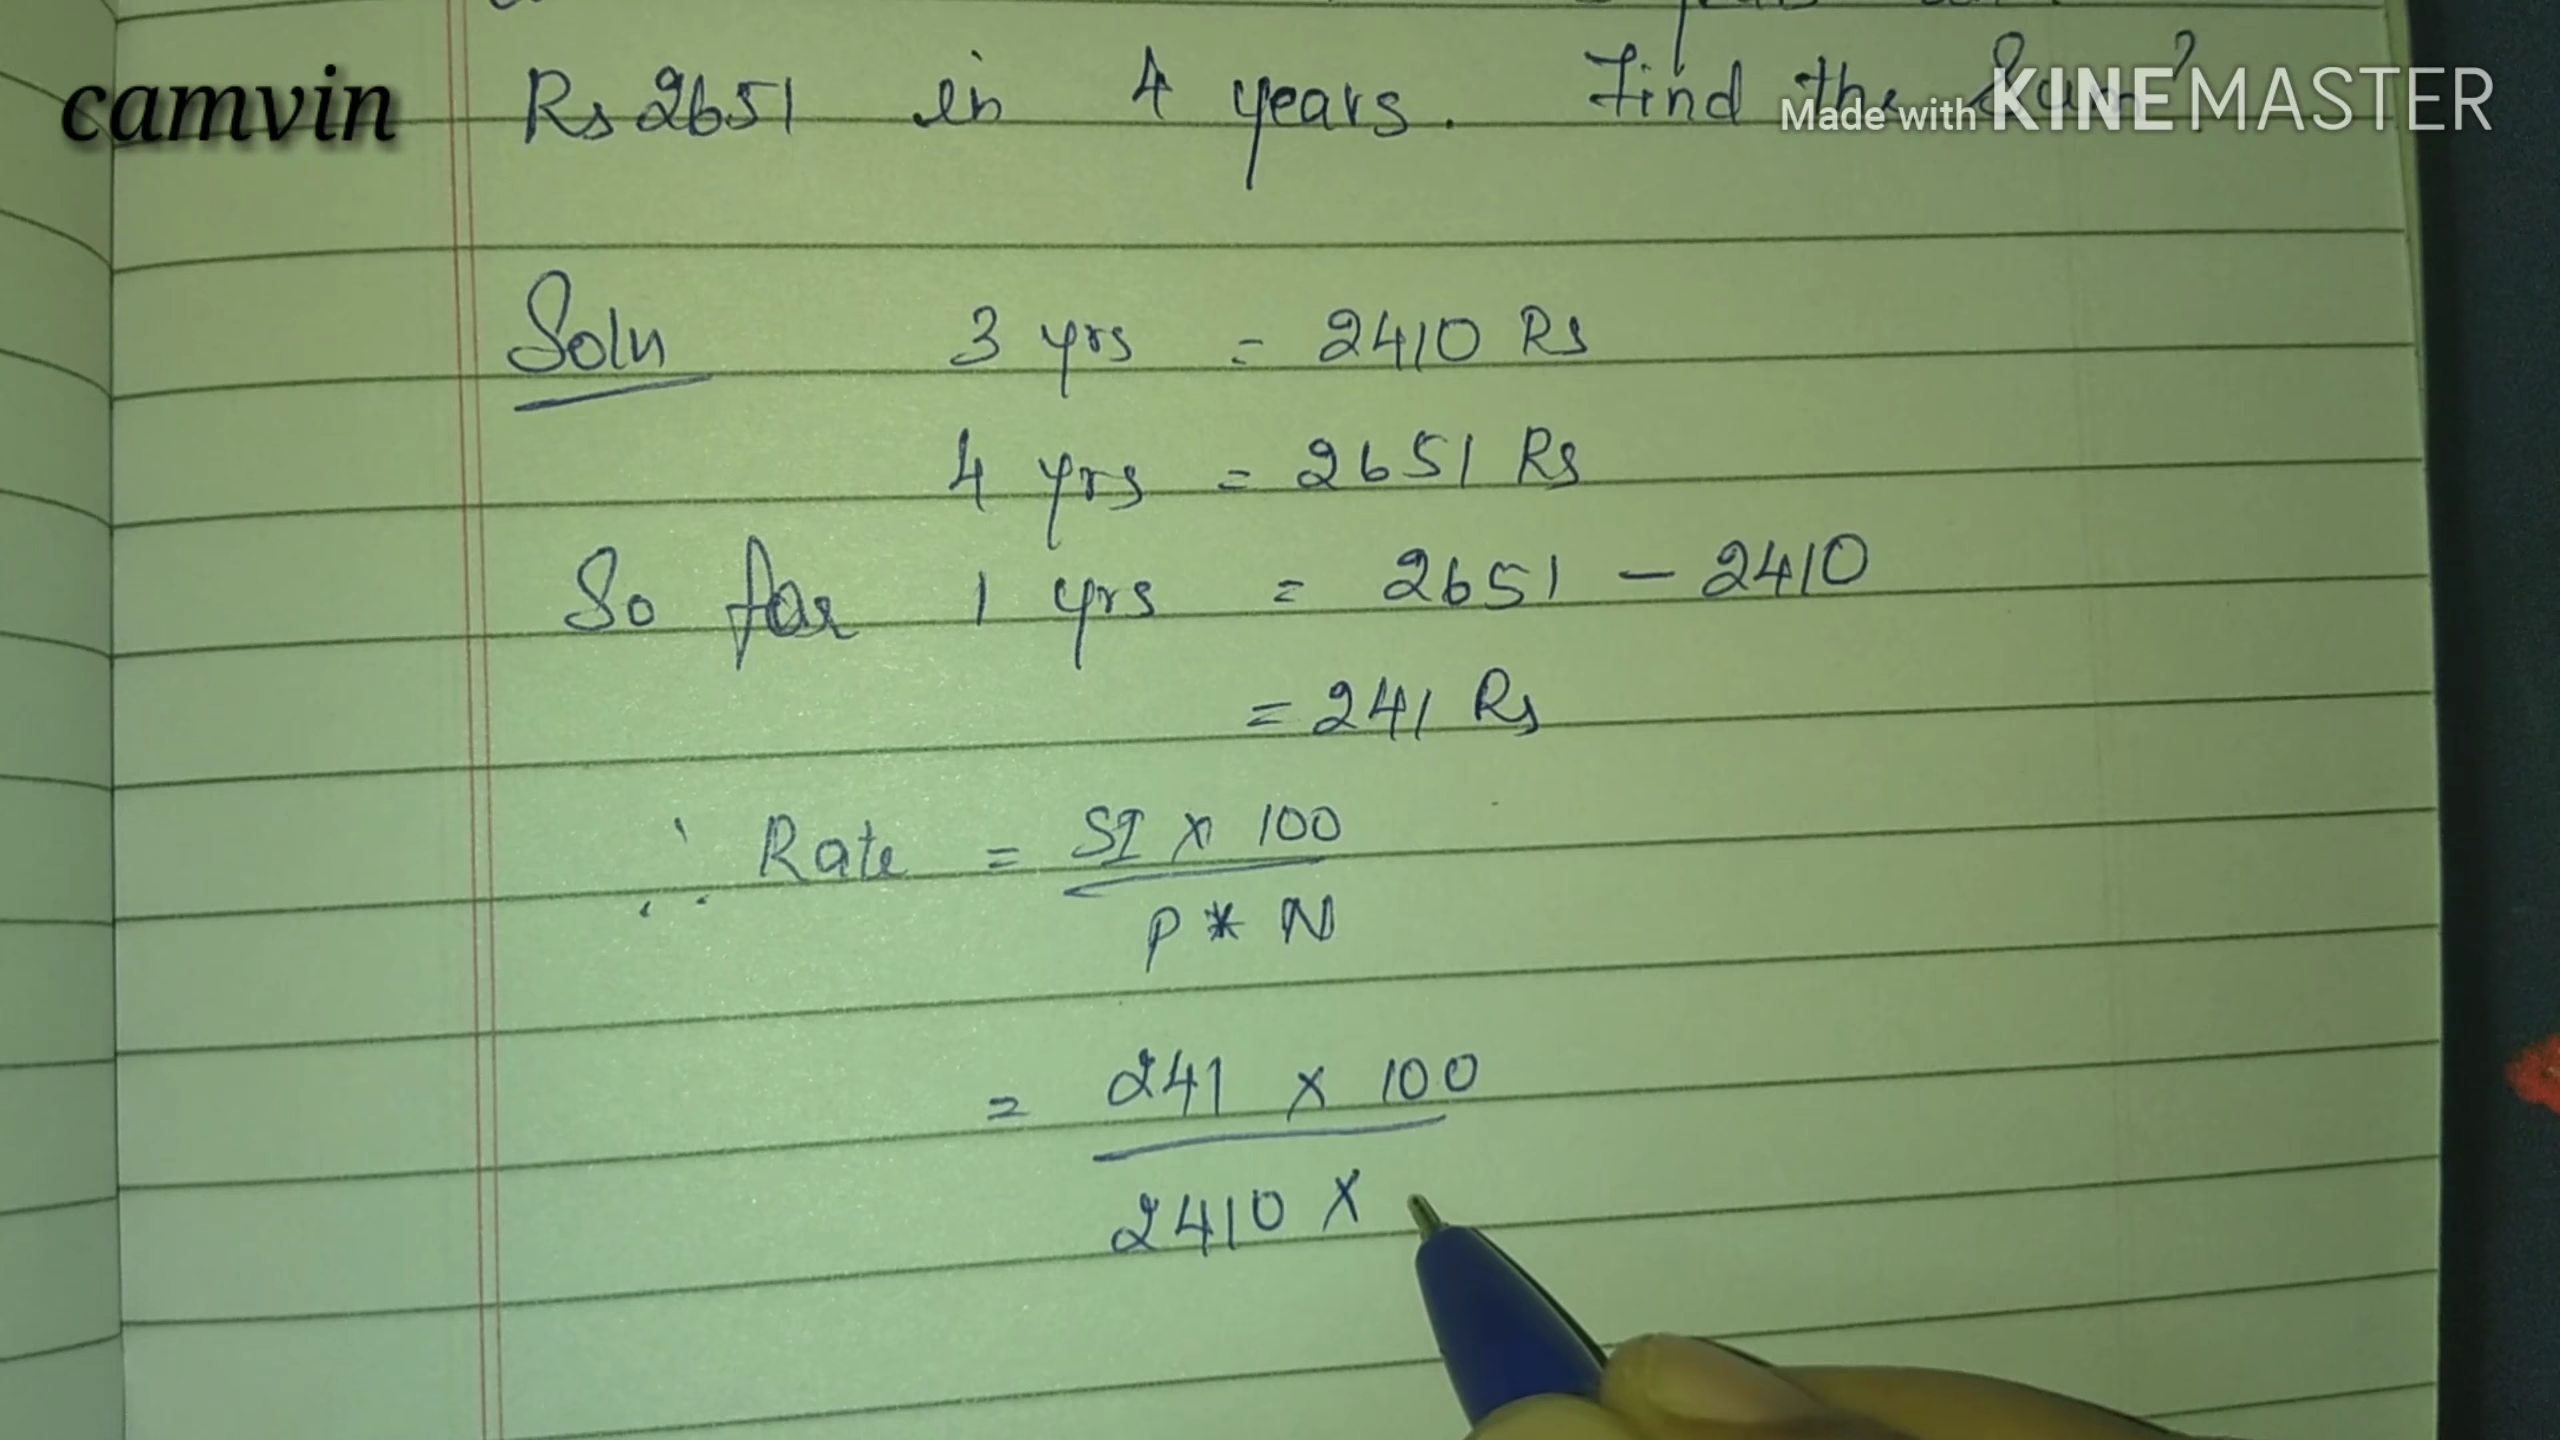 camvin
Rs 2651 in 4 years. Find the Sum?
Made with KINEMASTER
Soln 3 yrs = 2410 Rs
4 yrs = 2651 Rs
So for 1 yrs = 2651 - 2410
= 241 Rs
∴ Rate = SI x 100
P * N
= 241 x 100
2410 x